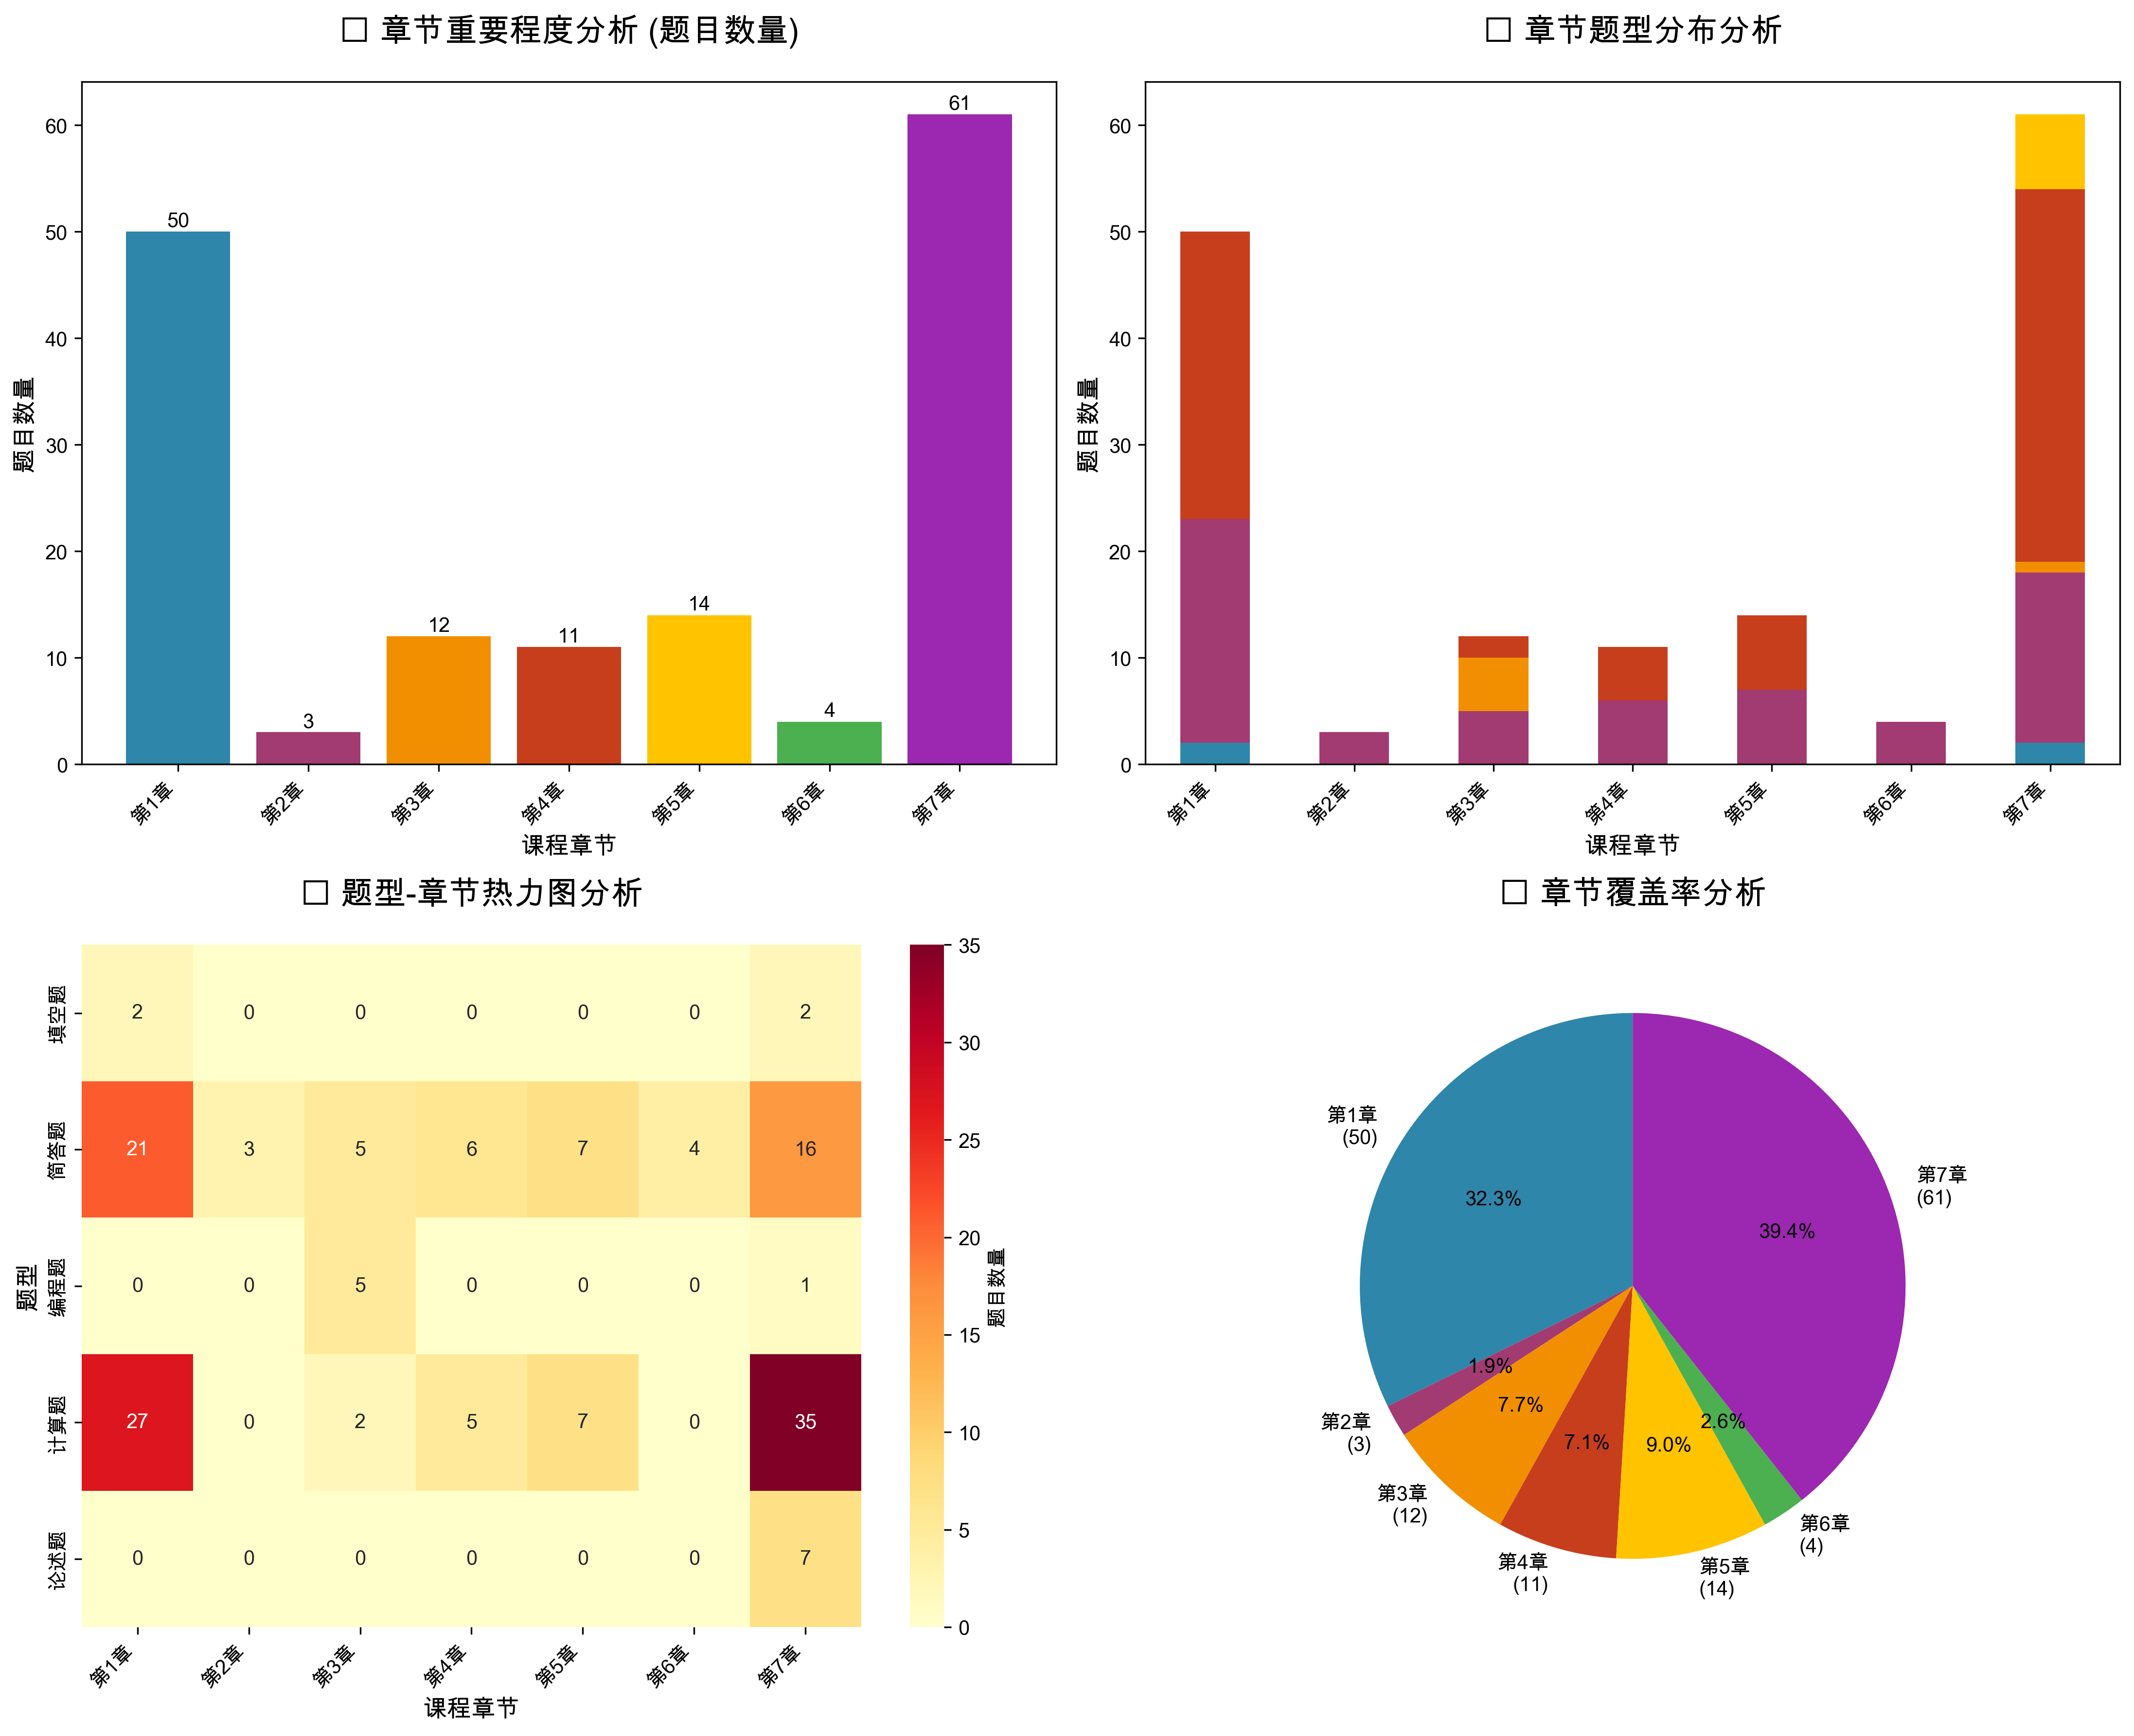 □ 章节重要程度分析 (题目数量)
题目数量
60
50
40
30
20
10
0
50
3
12
11
14
4
61
第1章
第2章
第3章
第4章
第5章
第6章
第7章
课程章节
□ 章节题型分布分析
题目数量
60
50
40
30
20
10
0
第1章
第2章
第3章
第4章
第5章
第6章
第7章
课程章节
□ 题型-章节热力图分析
题型
填空题
2 0 0 0 0 0 2
简答题
21 3 5 6 7 4 16
编程题
0 0 5 0 0 0 1
计算题
27 0 2 5 7 0 35
论述题
0 0 0 0 0 0 7
第1章
第2章
第3章
第4章
第5章
第6章
第7章
课程章节
35
30
25
20
15
10
5
0
题目数量
□ 章节覆盖率分析
第1章
(50)
32.3%
第2章
(3)
1.9%
第3章
(12)
7.7%
第4章
(11)
7.1%
第5章
(14)
9.0%
第6章
(4)
2.6%
第7章
(61)
39.4%